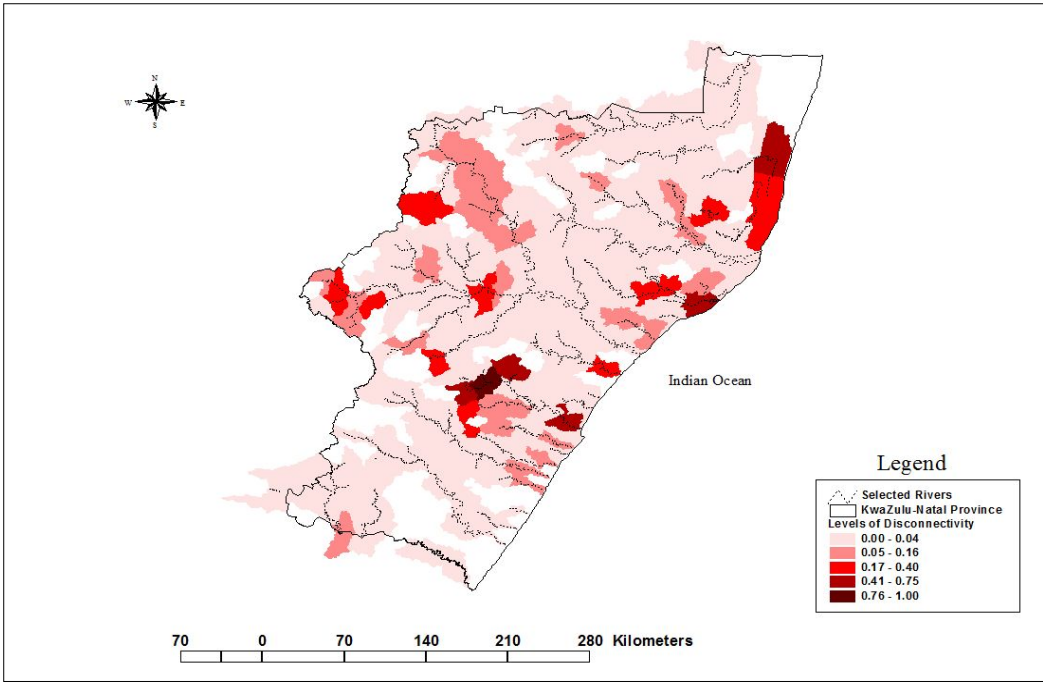 N
W E
S
Indian Ocean
Legend
Selected Rivers
KwaZulu-Natal Province
Levels of Disconnectivity
0.00 - 0.04
0.05 - 0.16
0.17 - 0.40
0.41 - 0.75
0.76 - 1.00
70 0 70 140 210 280 Kilometers